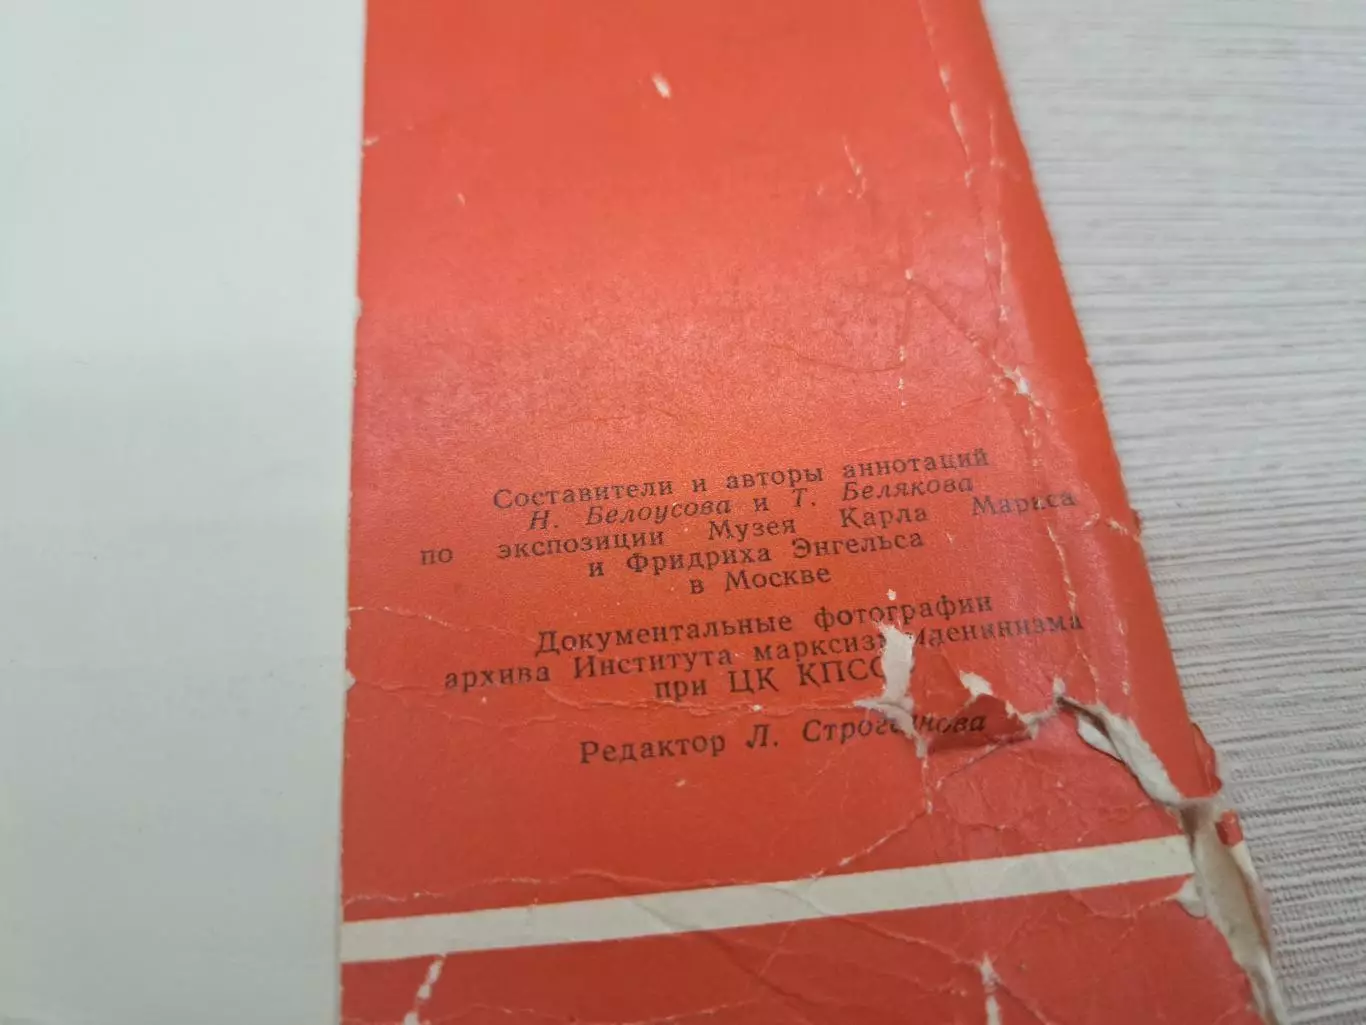 Составители и авторы аннотаций
Н. Белоусова и Т. Белякова
по экспозиции Музея Карла Маркса
и Фридриха Энгельса
в Москве
Документальные фотографии
архива Института марксизма-ленинизма
при ЦК КПСС
Редактор Л. Строганова